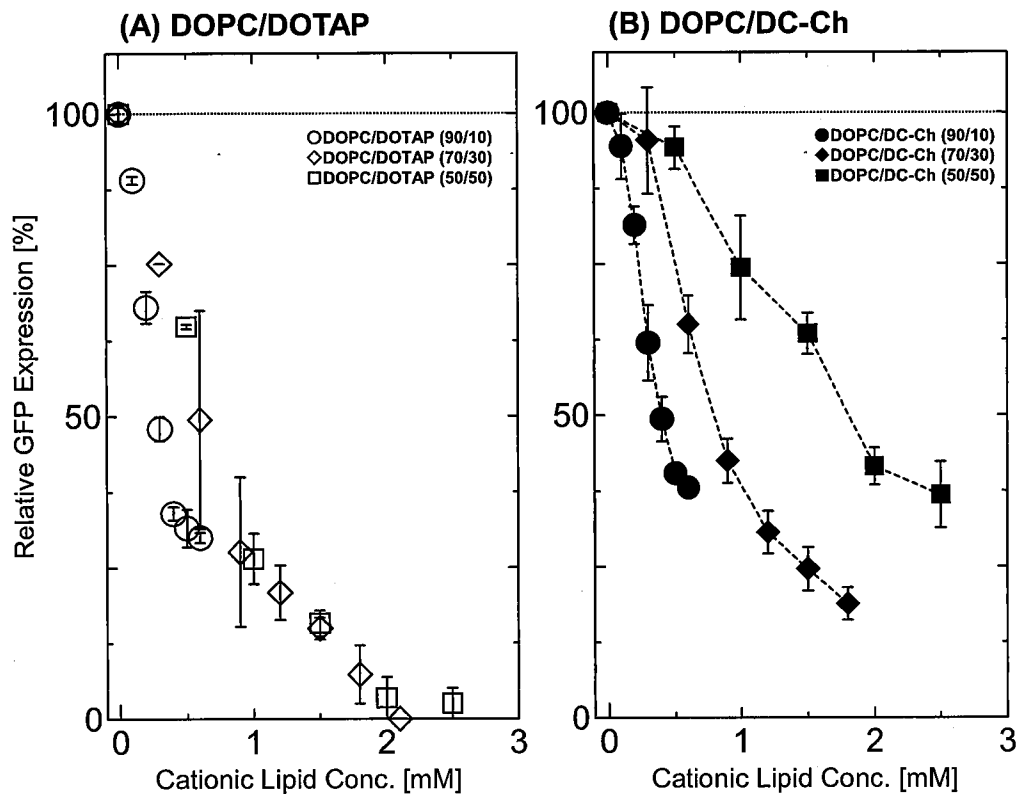 (A) DOPC/DOTAP
100
50
0
DOPC/DOTAP (90/10)
DOPC/DOTAP (70/30)
DOPC/DOTAP (50/50)
Relative GFP Expression [%]
0 1 2 3
Cationic Lipid Conc. [mM]
(B) DOPC/DC-Ch
100
50
0
DOPC/DC-Ch (90/10)
DOPC/DC-Ch (70/30)
DOPC/DC-Ch (50/50)
0 1 2 3
Cationic Lipid Conc. [mM]